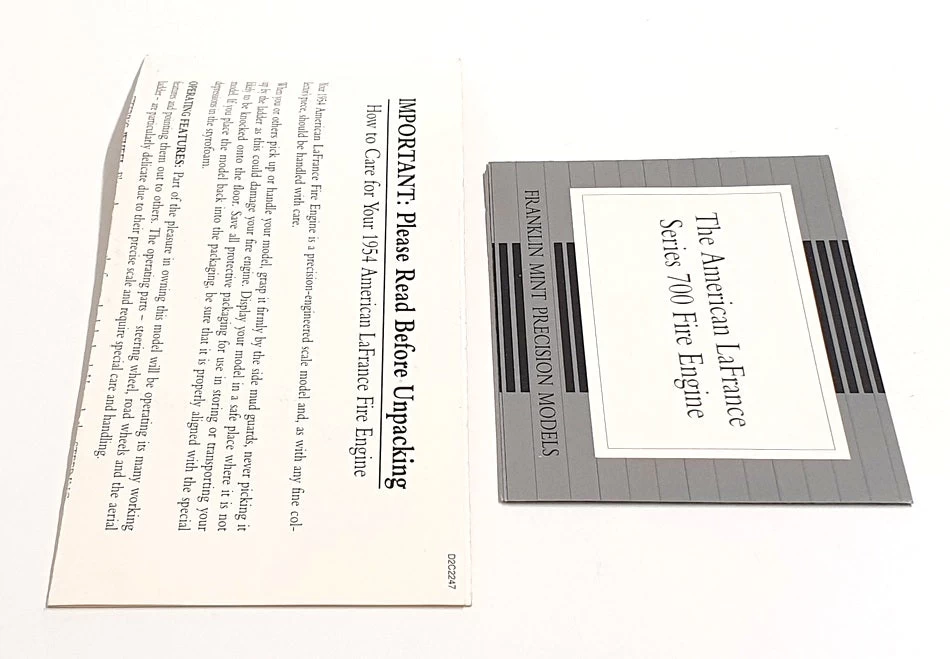 D2C2247
IMPORTANT: Please Read Before Unpacking
How to Care for Your 1954 American LaFrance Fire Engine
Your 1954 American LaFrance Fire Engine is a precision-engineered scale model and, as with any fine col-
lector's piece, should be handled with care.
When you or others pick up or handle your model, grasp it firmly by the side mud guards, never picking it
up by the ladder as this could damage your fire engine. Display your model in a safe place where it is not
likely to be knocked onto the floor. Save all protective packaging for use in storing or transporting your
model. If you place the model back into the packaging, be sure that it is properly aligned with the special
depressions in the styrofoam.
OPERATING FEATURES: Part of the pleasure in owning this model will be operating its many working
features and pointing them out to others. The operating parts – steering wheel, road wheels and the aerial
ladder – are particularly delicate due to their precise scale and require special care and handling.
The American LaFrance
Series 700 Fire Engine
FRANKLIN MINT PRECISION MODELS